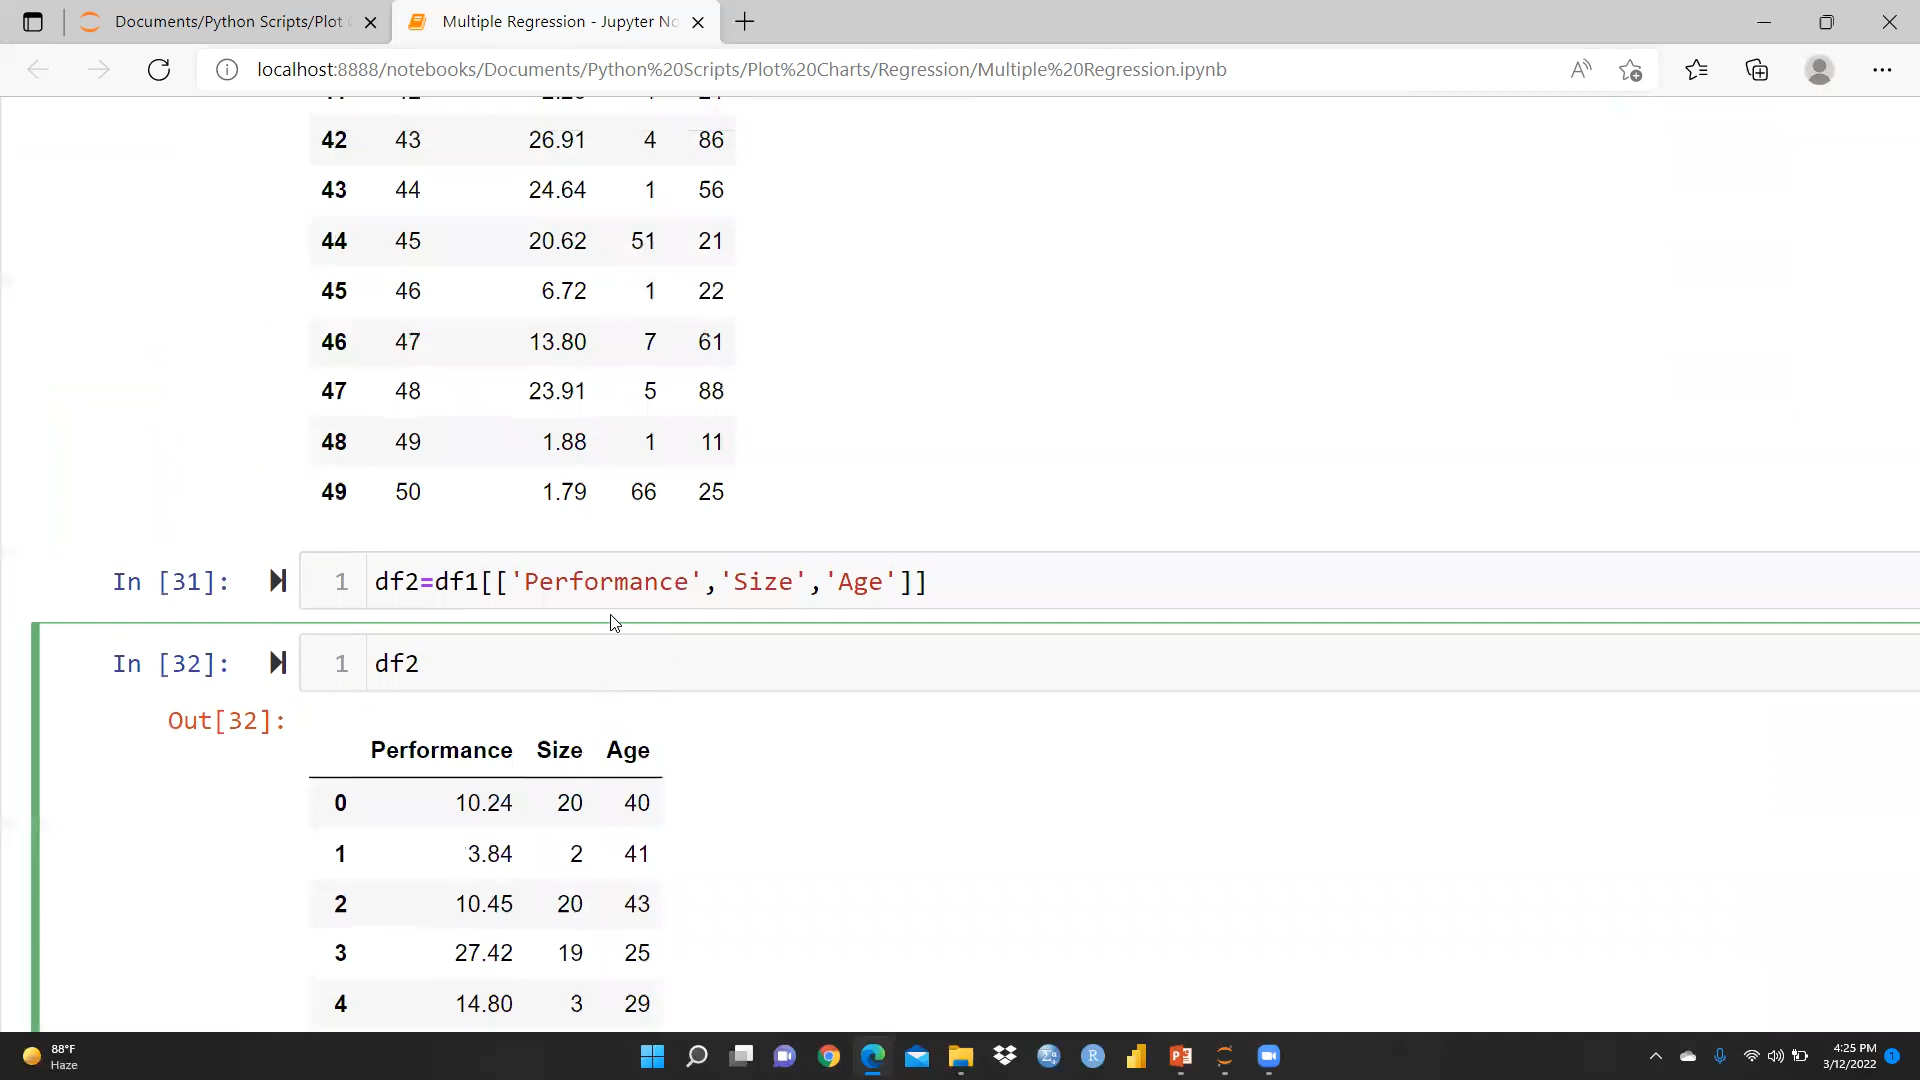 Documents/Python Scripts/Plot
Multiple Regression - Jupyter No
localhost:8888/notebooks/Documents/Python%20Scripts/Plot%20Charts/Regression/Multiple%20Regression.ipynb
42 43 26.91 4 86
43 44 24.64 1 56
44 45 20.62 51 21
45 46 6.72 1 22
46 47 13.80 7 61
47 48 23.91 5 88
48 49 1.88 1 11
49 50 1.79 66 25
In [31]: 1 df2=df1[['Performance','Size','Age']]
In [32]: 1 df2
Out[32]:
Performance Size Age
0 10.24 20 40
1 3.84 2 41
2 10.45 20 43
3 27.42 19 25
4 14.80 3 29
88°F
Haze
4:25 PM
3/12/2022
1